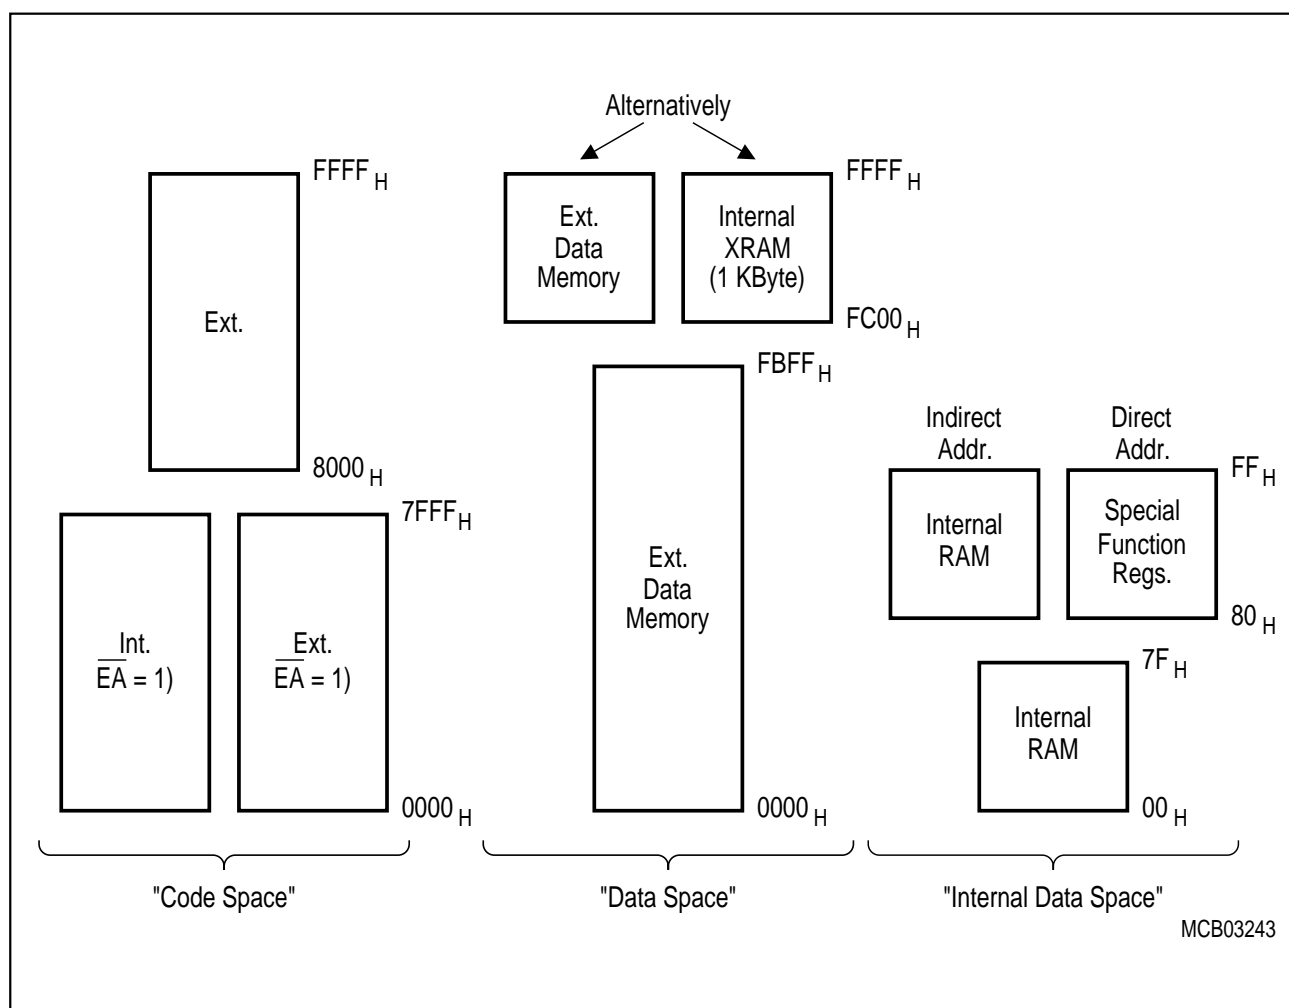 Alternatively
FFFF H
FFFF H
Ext.
Data
Memory
Internal
XRAM
(1 KByte)
Ext.
FC00 H
FBFF H
8000 H
7FFF H
Indirect
Addr.
Direct
Addr.
FF H
Internal
RAM
Special
Function
Regs.
Ext.
Data
Memory
80 H
Int.
E̅A̅ = 1)
Ext.
E̅A̅ = 1)
7F H
Internal
RAM
0000 H
0000 H
00 H
"Code Space"
"Data Space"
"Internal Data Space"
MCB03243